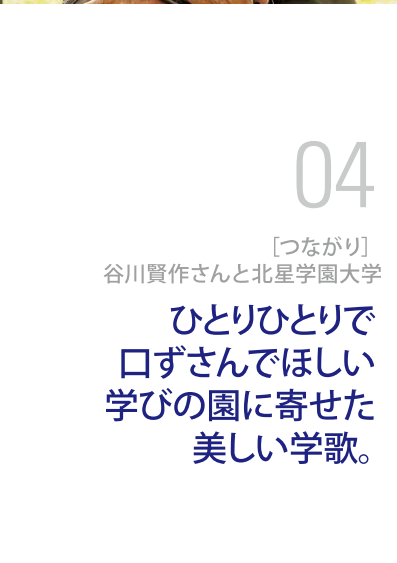 04
［つながり］
谷川賢作さんと北星学園大学
ひとりひとりで
口ずさんでほしい
学びの園に寄せた
美しい学歌。